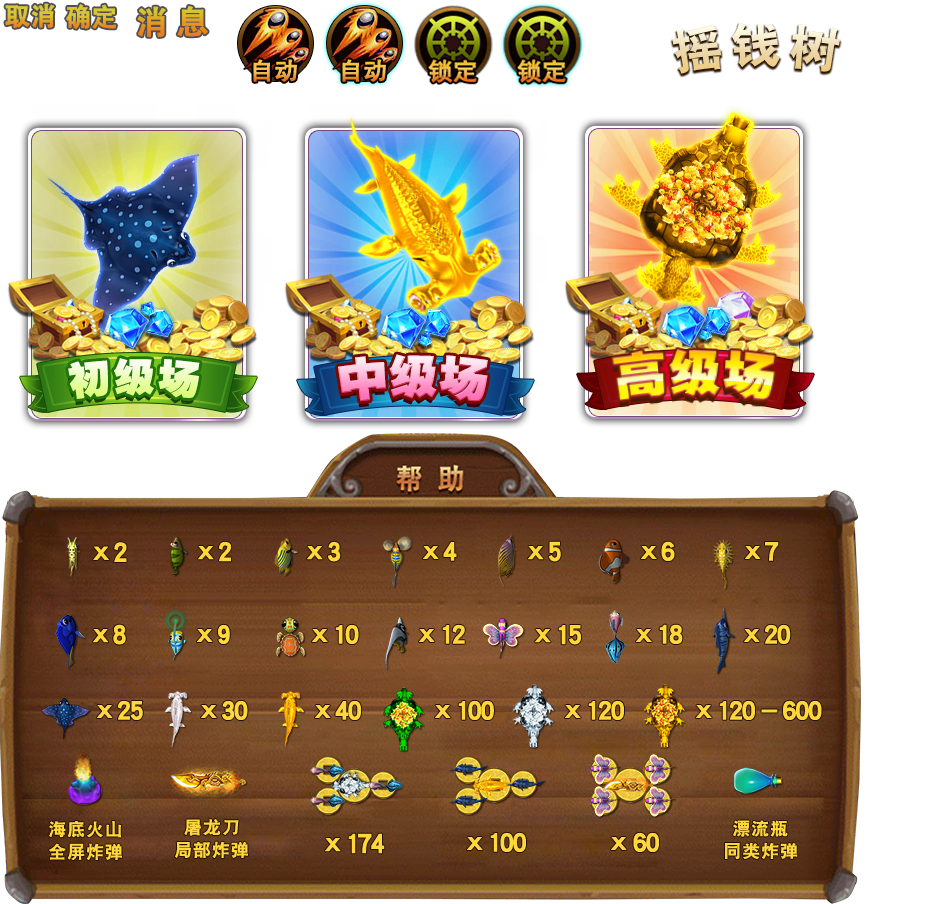 取消 确定 消息
自动 自动 锁定 锁定
摇钱树
初级场 中级场 高级场
帮助
x2 x2 x3 x4 x5 x6 x7
x8 x9 x10 x12 x15 x18 x20
x25 x30 x40 x100 x120 x120－600
海底火山 屠龙刀 漂流瓶
全屏炸弹 局部炸弹 x174 x100 x60 同类炸弹